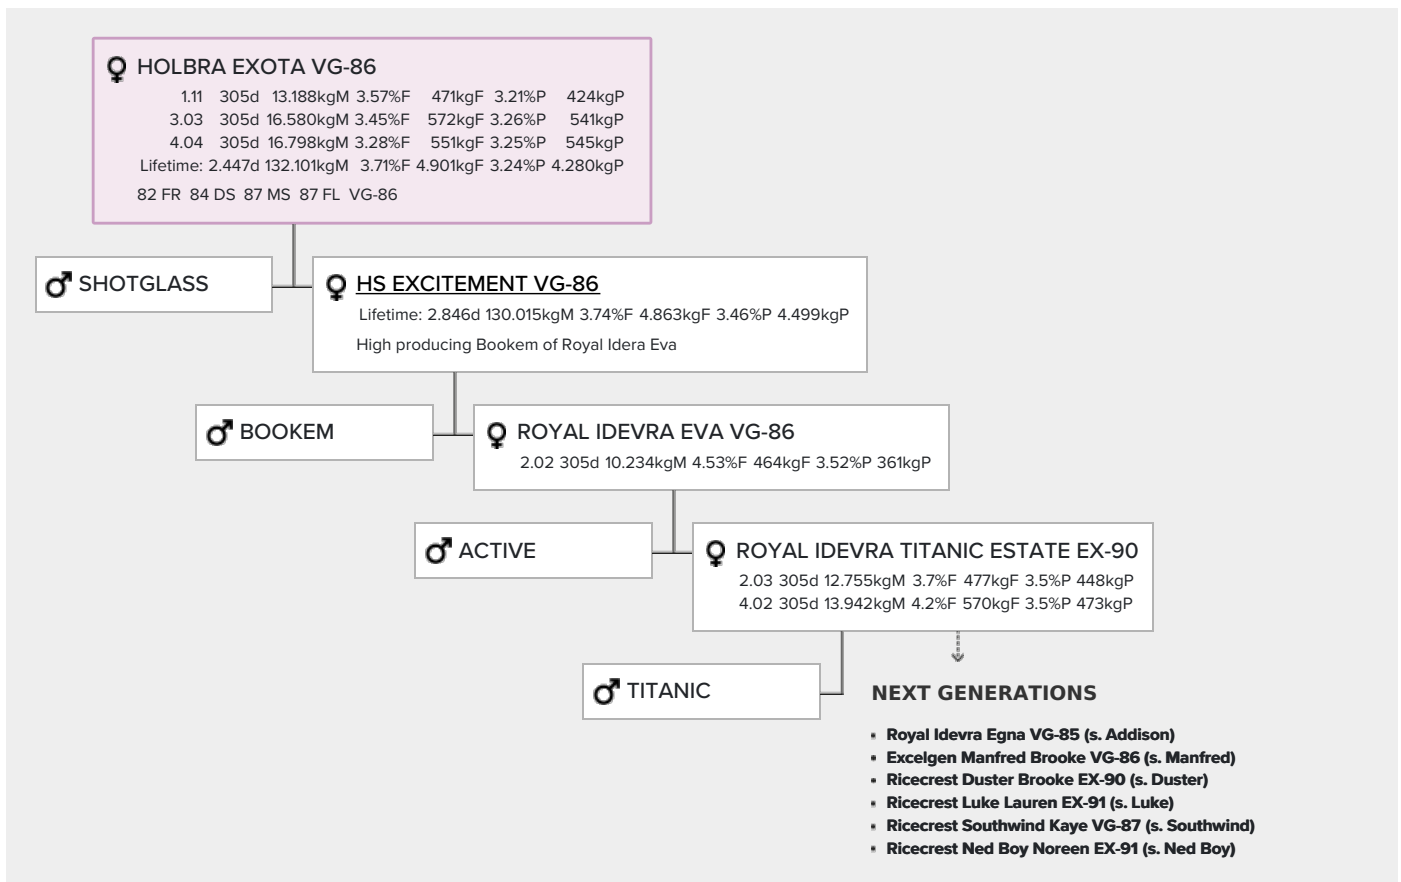 HOLBRA EXOTA VG-86
1.11 305d 13.188kgM 3.57%F 471kgF 3.21%P 424kgP
3.03 305d 16.580kgM 3.45%F 572kgF 3.26%P 541kgP
4.04 305d 16.798kgM 3.28%F 551kgF 3.25%P 545kgP
Lifetime: 2.447d 132.101kgM 3.71%F 4.901kgF 3.24%P 4.280kgP
82 FR 84 DS 87 MS 87 FL VG-86
SHOTGLASS
HS EXCITEMENT VG-86
Lifetime: 2.846d 130.015kgM 3.74%F 4.863kgF 3.46%P 4.499kgP
High producing Bookem of Royal Idera Eva
BOOKEM
ROYAL IDEVRA EVA VG-86
2.02 305d 10.234kgM 4.53%F 464kgF 3.52%P 361kgP
ACTIVE
ROYAL IDEVRA TITANIC ESTATE EX-90
2.03 305d 12.755kgM 3.7%F 477kgF 3.5%P 448kgP
4.02 305d 13.942kgM 4.2%F 570kgF 3.5%P 473kgP
TITANIC
NEXT GENERATIONS
Royal Idevra Egna VG-85 (s. Addison)
Excelgen Manfred Brooke VG-86 (s. Manfred)
Ricecrest Duster Brooke EX-90 (s. Duster)
Ricecrest Luke Lauren EX-91 (s. Luke)
Ricecrest Southwind Kaye VG-87 (s. Southwind)
Ricecrest Ned Boy Noreen EX-91 (s. Ned Boy)